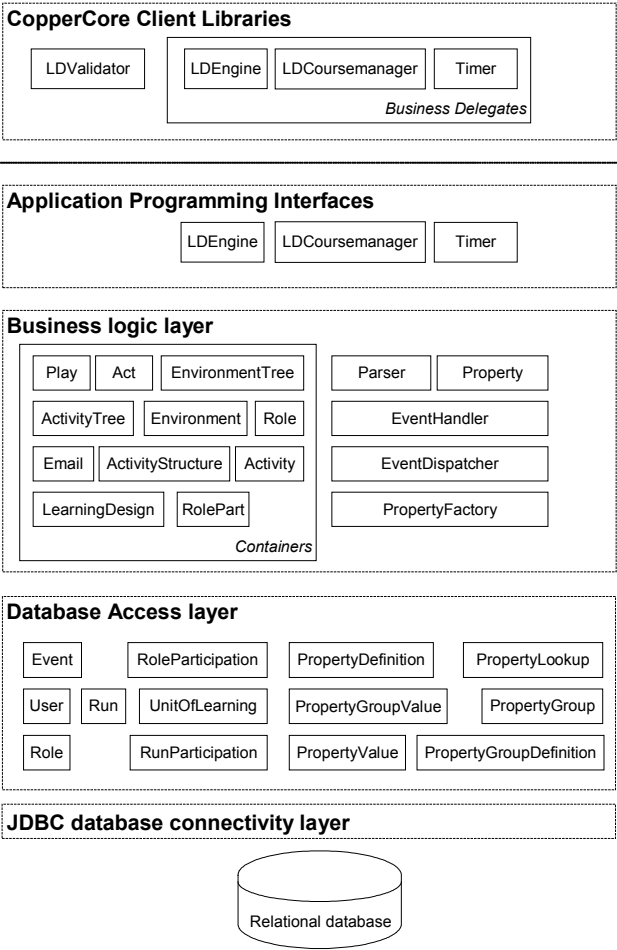 CopperCore Client Libraries
LDValidator LDEngine LDCoursemanager Timer
Business Delegates
Application Programming Interfaces
LDEngine LDCoursemanager Timer
Business logic layer
Play Act EnvironmentTree Parser Property
ActivityTree Environment Role EventHandler
Email ActivityStructure Activity EventDispatcher
LearningDesign RolePart PropertyFactory
Containers
Database Access layer
Event RoleParticipation PropertyDefinition PropertyLookup
User Run UnitOfLearning PropertyGroupValue PropertyGroup
Role RunParticipation PropertyValue PropertyGroupDefinition
JDBC database connectivity layer
Relational database